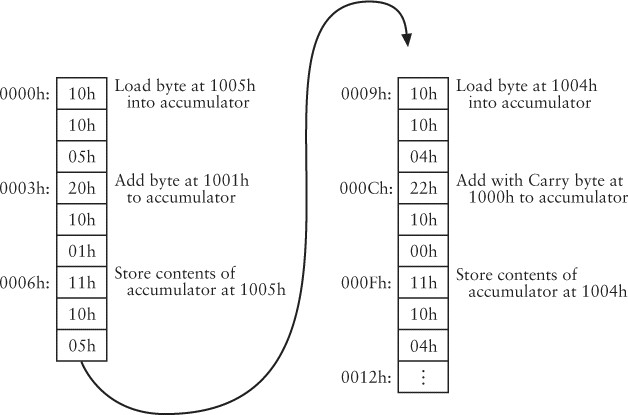 0000h: 10h Load byte at 1005h
into accumulator
10h
05h
0003h: 20h Add byte at 1001h
to accumulator
10h
01h
0006h: 11h Store contents of
accumulator at 1005h
10h
05h
0009h: 10h Load byte at 1004h
into accumulator
10h
04h
000Ch: 22h Add with Carry byte at
1000h to accumulator
10h
00h
000Fh: 11h Store contents of
accumulator at 1004h
10h
04h
0012h: ⋮